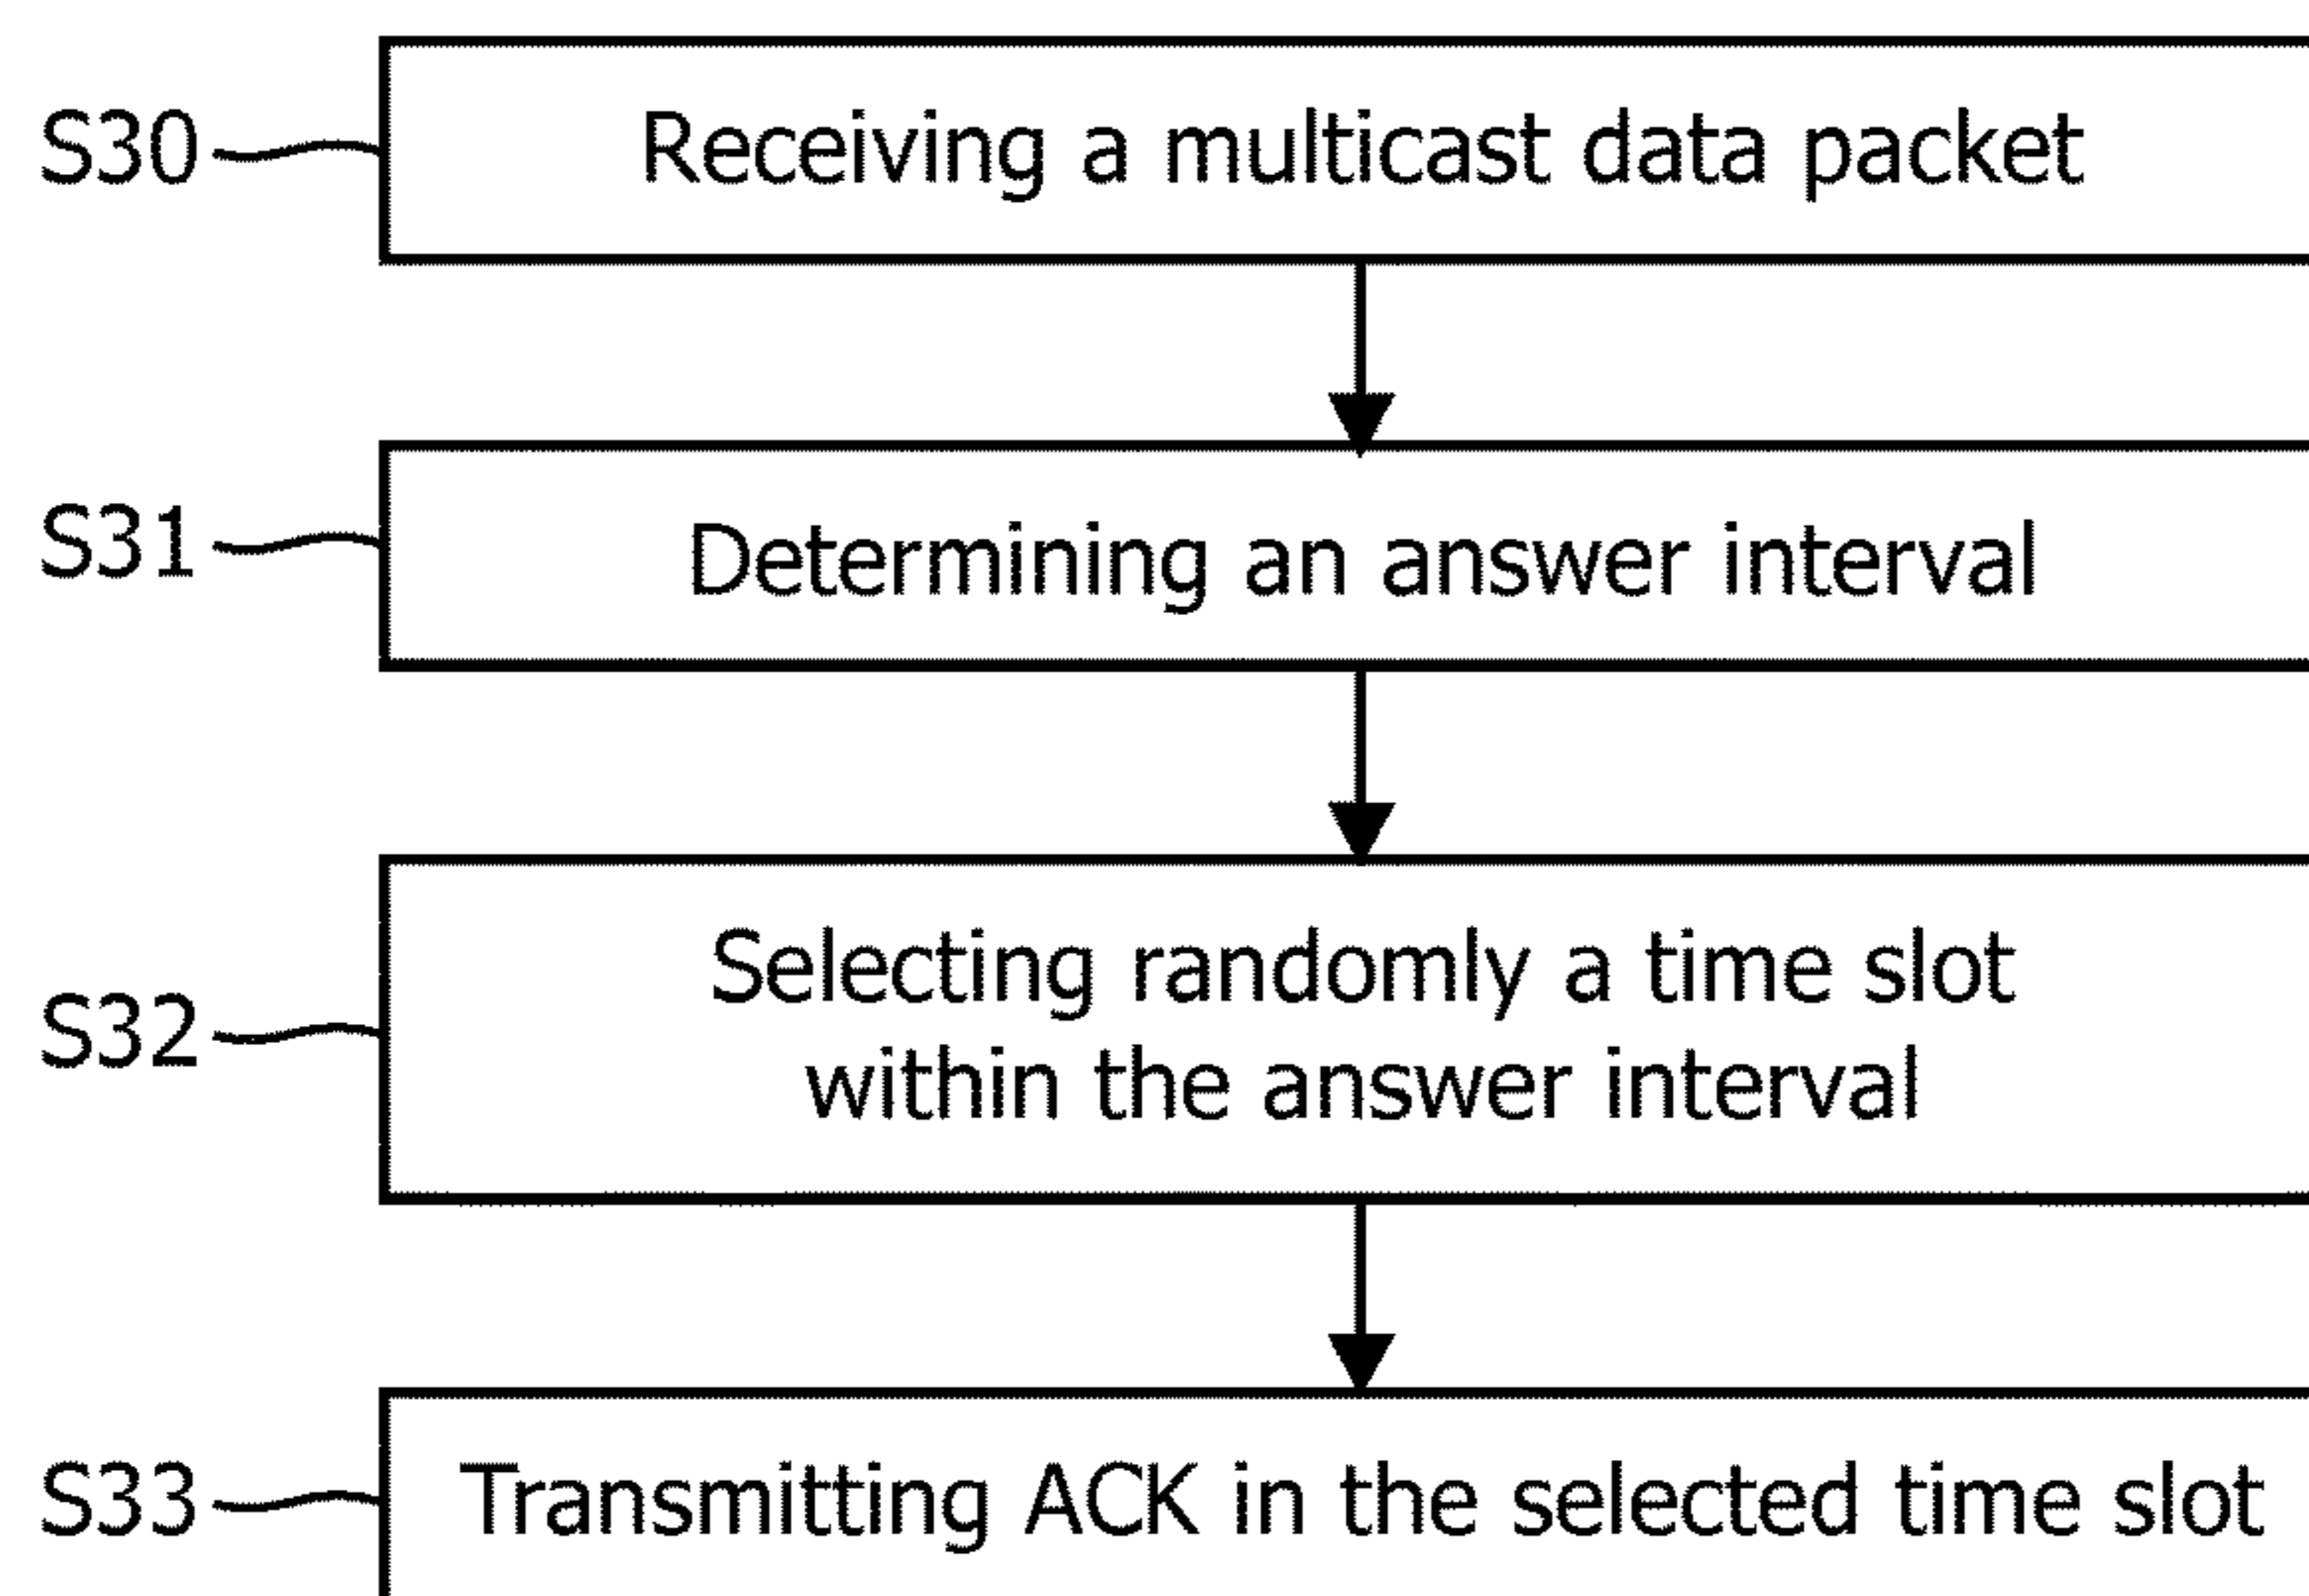 S30
Receiving a multicast data packet
S31
Determining an answer interval
S32
Selecting randomly a time slot
within the answer interval
S33
Transmitting ACK in the selected time slot